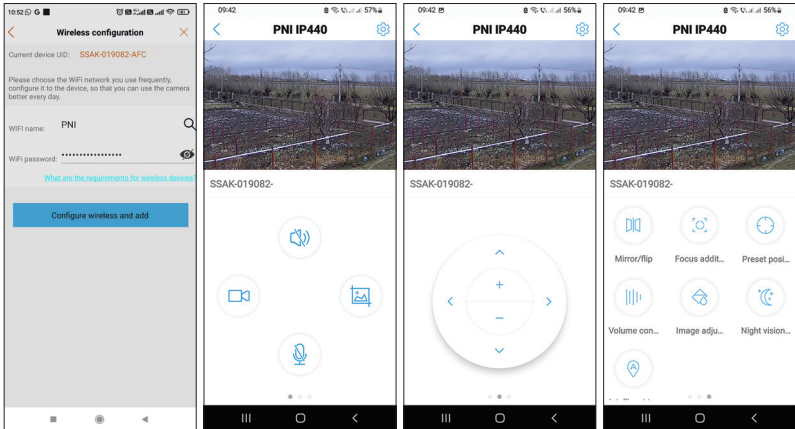 10:52
Wireless configuration
Current device UID: SSAK-019082-AFC
Please choose the WiFi network you use frequently,
configure it to the device, so that you can use the camera
better every day.
WIFI name: PNI
WiFi password: •••••••••••••••••
What are the requirements for wireless devices?
Configure wireless and add
09:42 57%
PNI IP440
SSAK-019082-
09:42 56%
PNI IP440
SSAK-019082-
+
−
09:42 56%
PNI IP440
SSAK-019082-
Mirror/flip Focus addit... Preset posi...
Volume con... Image adju... Night vision...
A